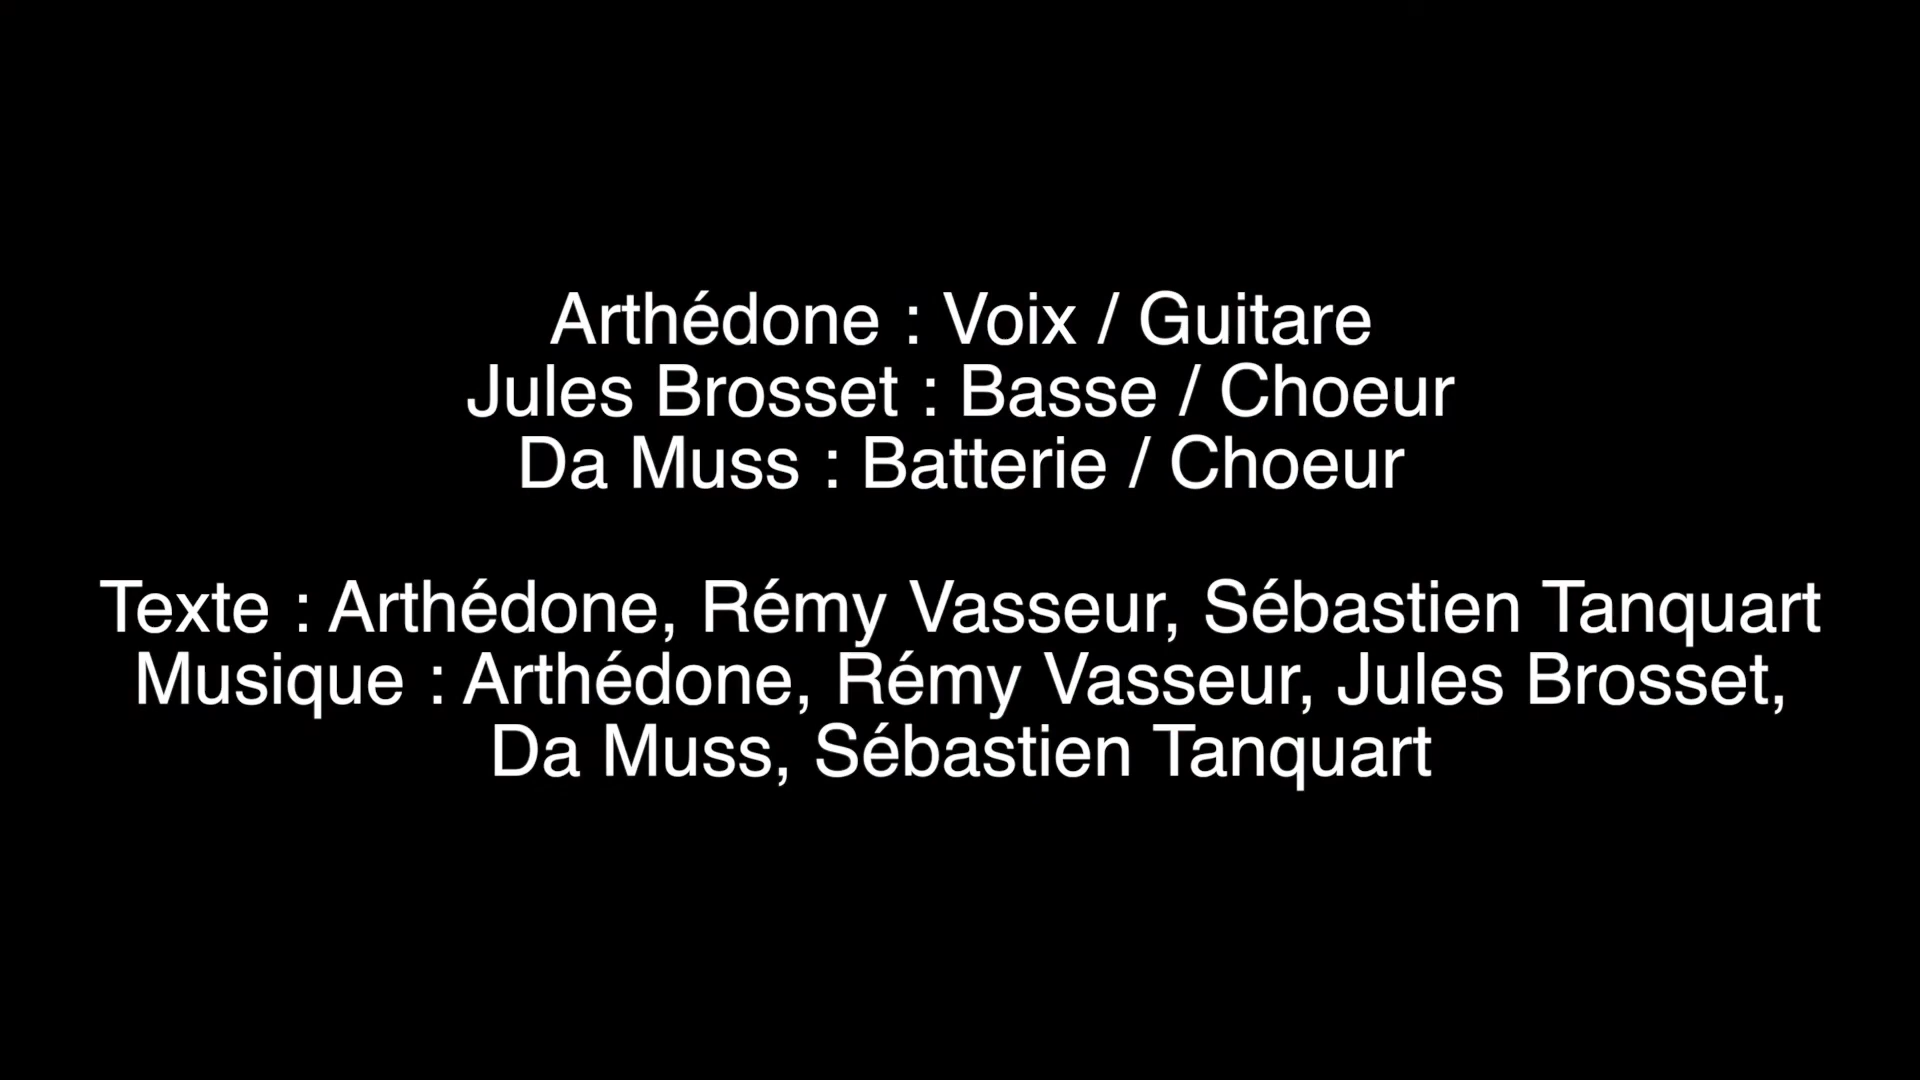 Arthédone : Voix / Guitare
Jules Brosset : Basse / Choeur
Da Muss : Batterie / Choeur
Texte : Arthédone, Rémy Vasseur, Sébastien Tanquart
Musique : Arthédone, Rémy Vasseur, Jules Brosset,
Da Muss, Sébastien Tanquart